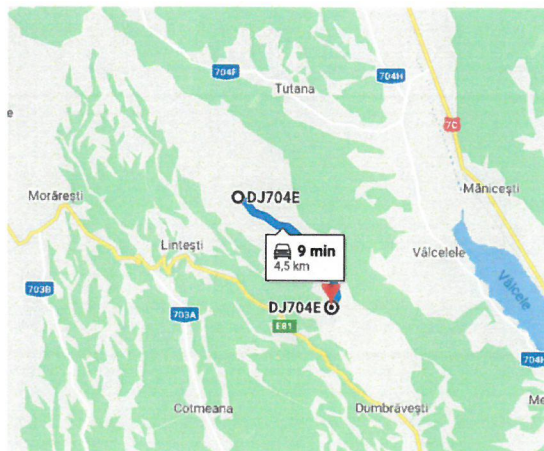 704F
704H
Tutana
7C
e
DJ704E
Mănicești
Morărești
Lintești
9 min
4,5 km
Vâlcelele
Vâlcele
703B
703A
DJ704E
E81
704H
Cotmeana
Dumbrăvești
Me